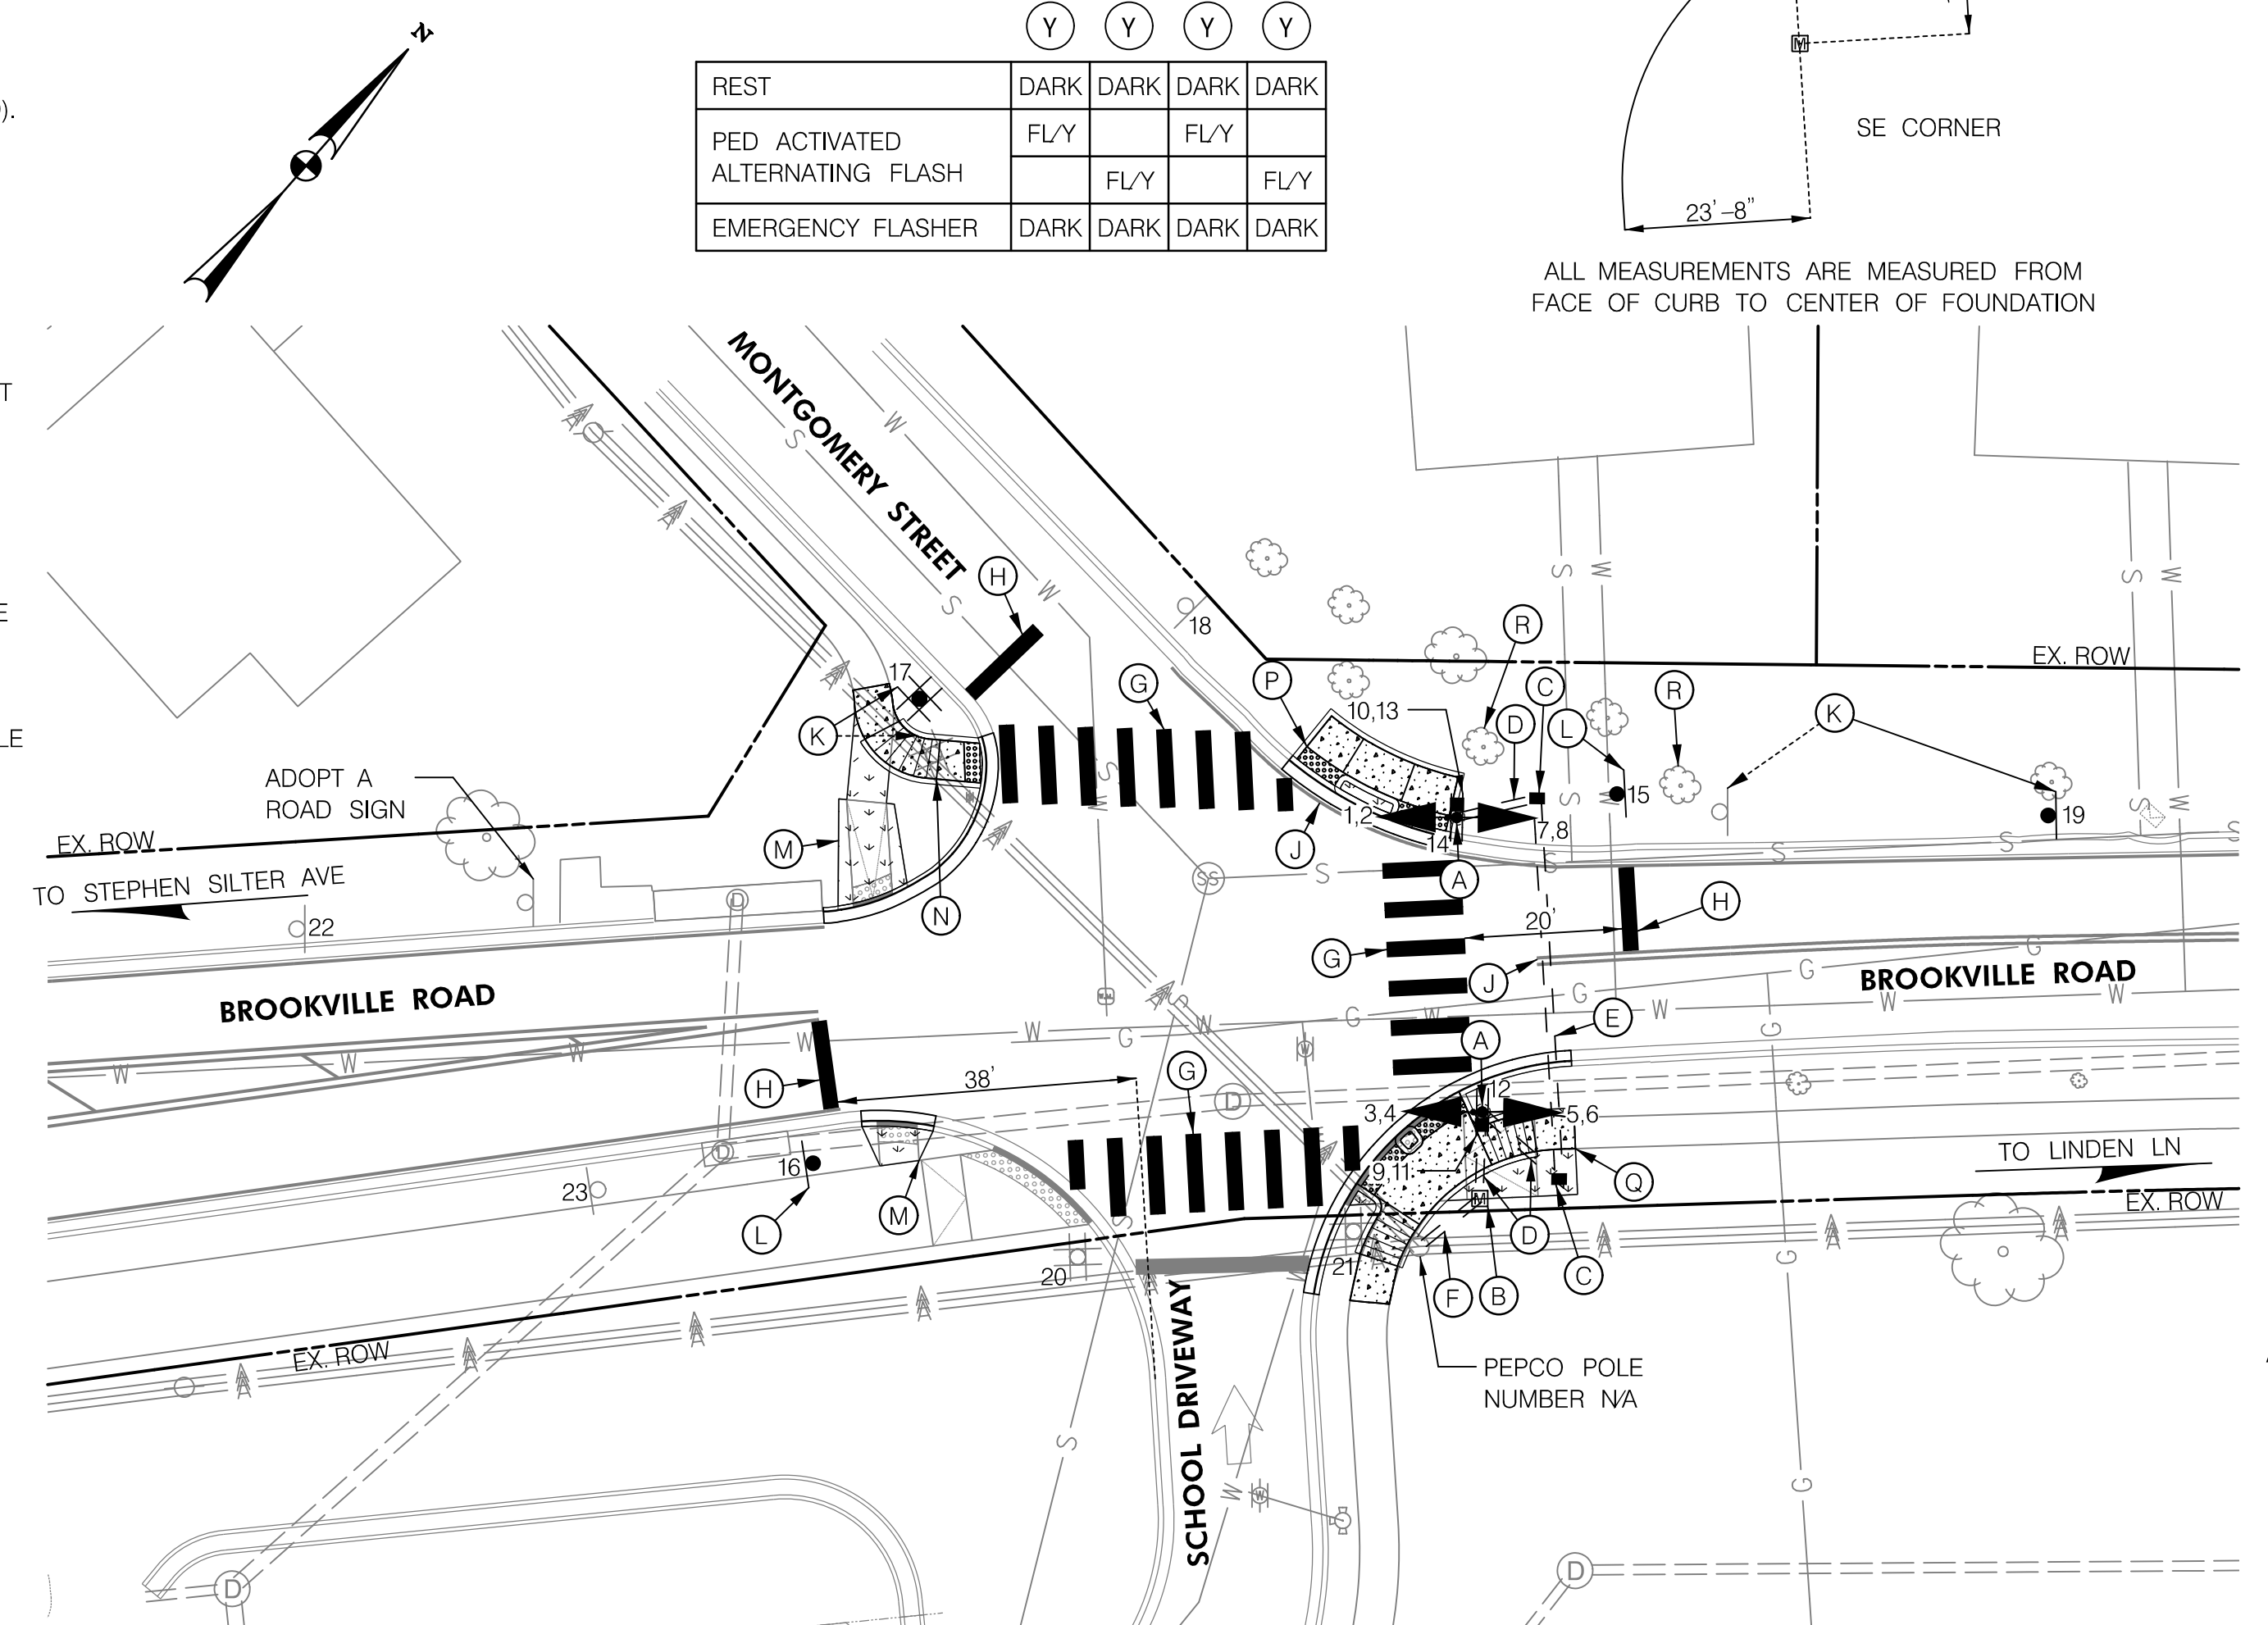 N
Y Y Y Y
REST DARK DARK DARK DARK
PED ACTIVATED
ALTERNATING FLASH
FL/Y FL/Y
FL/Y FL/Y
EMERGENCY FLASHER DARK DARK DARK DARK
M
SE CORNER
23'-8"
ALL MEASUREMENTS ARE MEASURED FROM
FACE OF CURB TO CENTER OF FOUNDATION
).
T
E
LE
MONTGOMERY STREET
S
W
H
W
S
18
R
S W
S W
EX. ROW
17
G
P
C
R
K
10,13
D
L
K
ADOPT A
ROAD SIGN
15
19
1,2
7,8
14
EX. ROW
M
J
A
S
TO STEPHEN SILTER AVE
SS
S
S
N
H
22
20'
G
G
BROOKVILLE ROAD
J
BROOKVILLE ROAD
G
W
E
W
W
W
G
A
H
38'
G
D
12
3,4
5,6
TO LINDEN LN
16
9,11
23
Q
M
EX. ROW
L
M
D
20
21
C
F
B
EX. ROW
SCHOOL DRIVEWAY
PEPCO POLE
NUMBER N/A
S
W
W
G
G
D
D